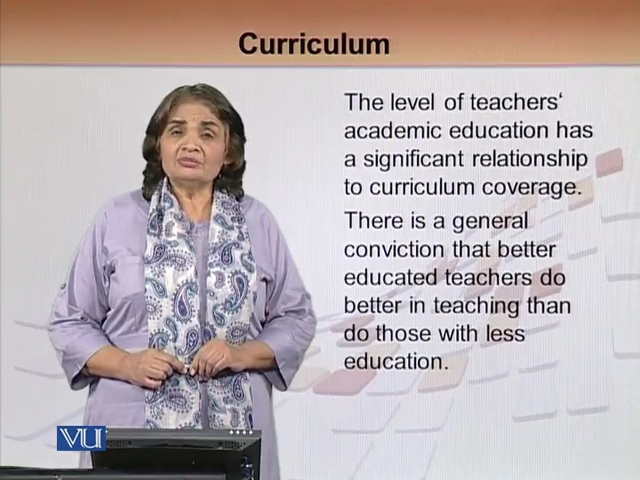 Curriculum
The level of teachers‘
academic education has
a significant relationship
to curriculum coverage.
There is a general
conviction that better
educated teachers do
better in teaching than
do those with less
education.
VU